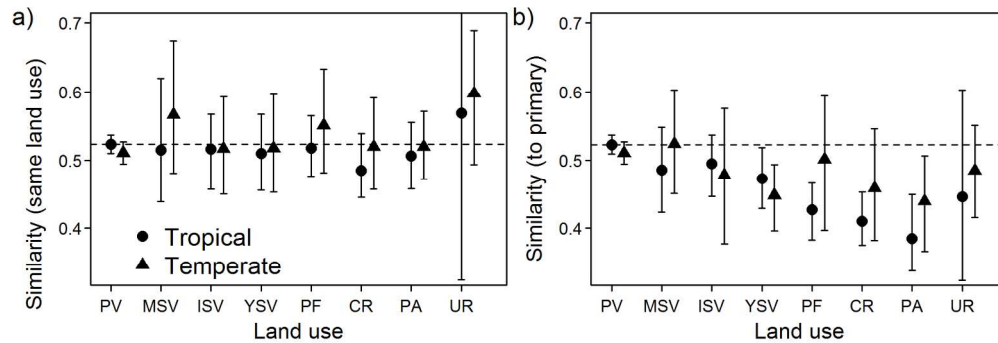 a)
Similarity (same land use)
0.7
0.6
0.5
0.4
Tropical
Temperate
PV MSV ISV YSV PF CR PA UR
Land use
b)
Similarity (to primary)
0.7
0.6
0.5
0.4
PV MSV ISV YSV PF CR PA UR
Land use